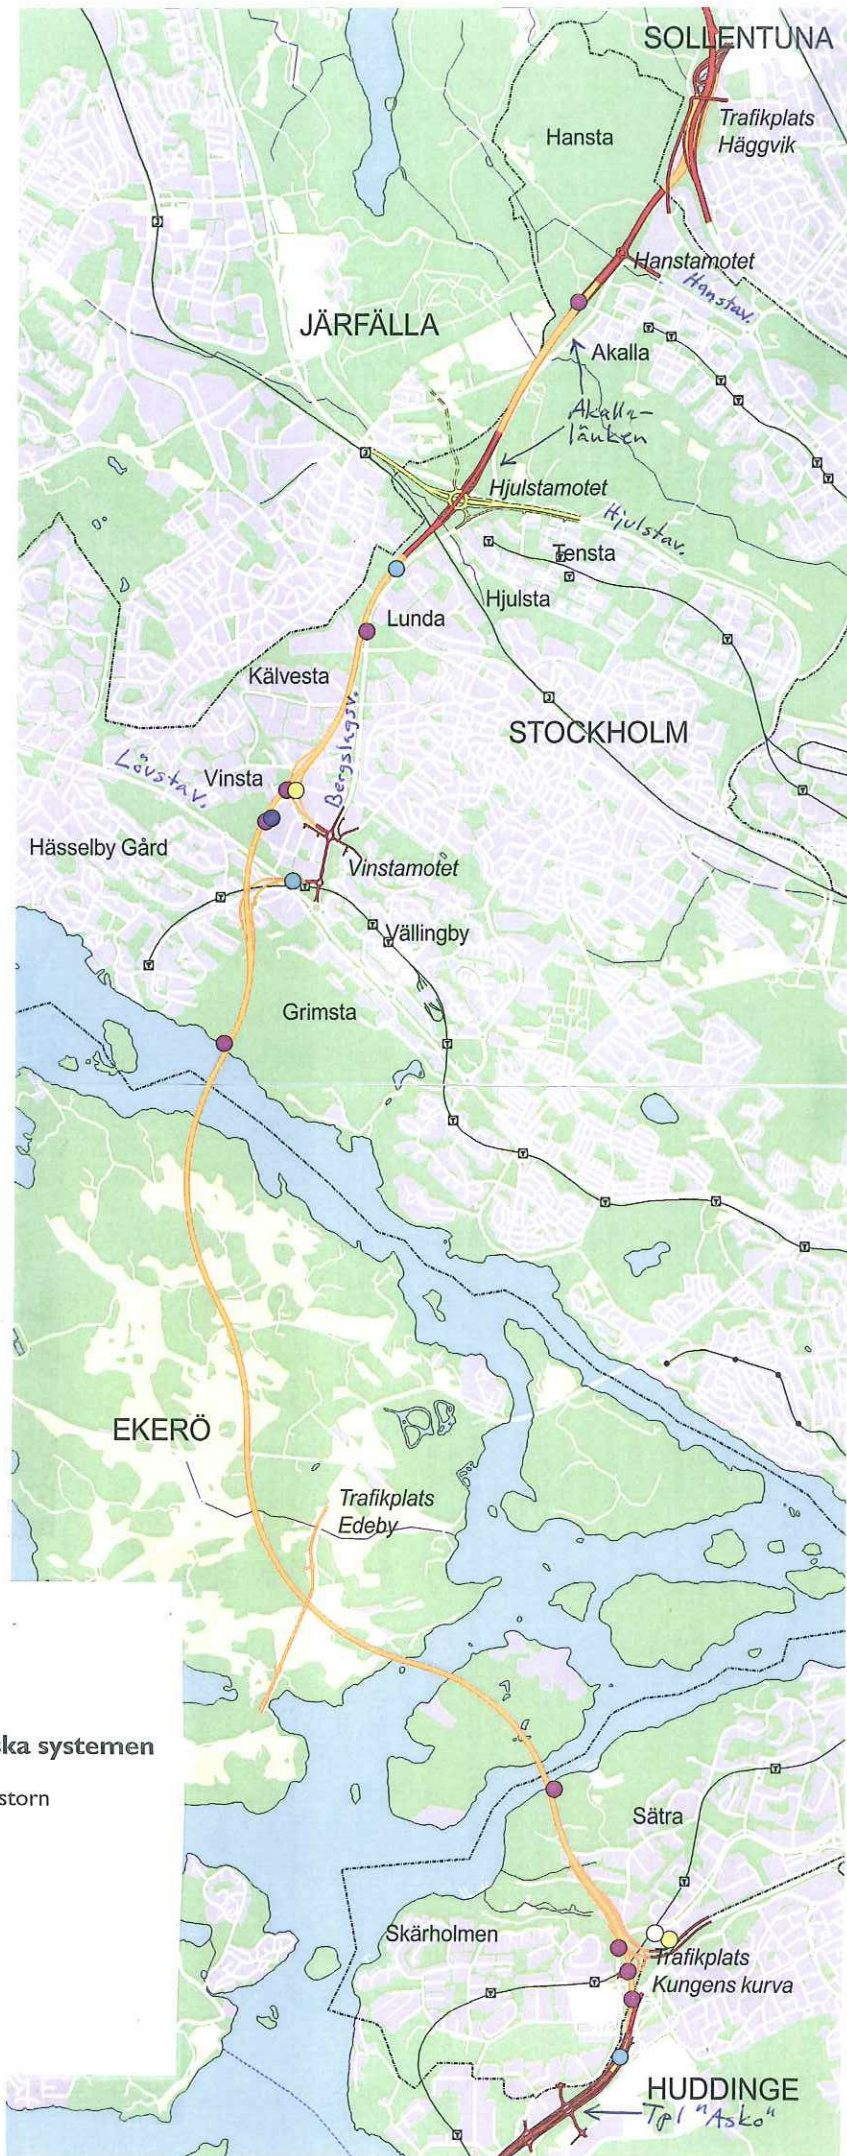 SOLLENTUNA
Trafikplats
Häggvik
Hansta
Hanstamotet
Hanstav.
JÄRFÄLLA
Akalla
Akalla-
länken
Hjulstamotet
Hjulstav.
Tensta
Hjulsta
Lunda
Kälvesta
STOCKHOLM
Bergslagsv.
Lövstav.
Vinsta
Hässelby Gård
Vinstamotet
Vällingby
Grimsta
EKERÖ
Trafikplats
Edeby
ska systemen
storn
Sätra
Skärholmen
Trafikplats
Kungens kurva
HUDDINGE
Tpl "Asko"